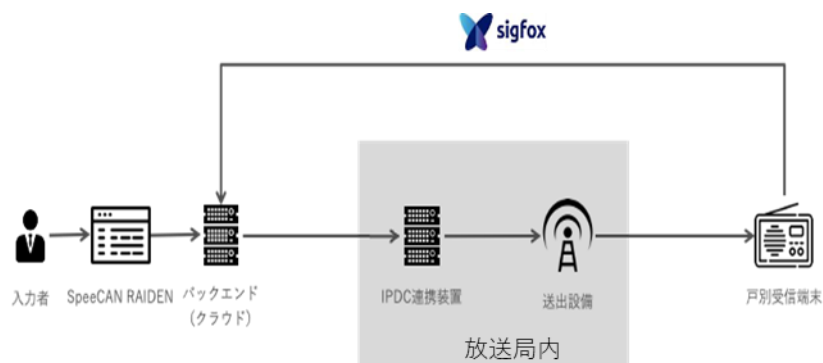 sigfox
入力者
SpeeCAN RAIDEN
バックエンド
(クラウド)
IPDC連携装置
送出設備
戸別受信端末
放送局内